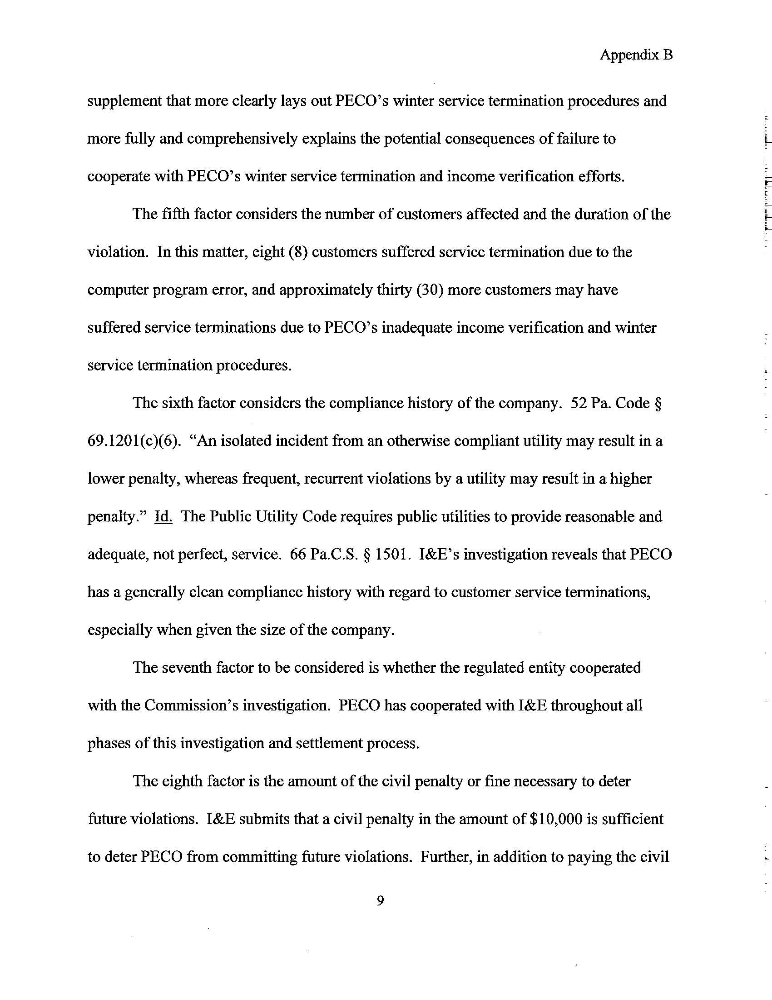 Appendix B
supplement that more clearly lays out PECO's winter service termination procedures and
more fully and comprehensively explains the potential consequences of failure to
cooperate with PECO's winter service termination and income verification efforts.
The fifth factor considers the number of customers affected and the duration of the
violation.  In this matter, eight (8) customers suffered service termination due to the
computer program error, and approximately thirty (30) more customers may have
suffered service terminations due to PECO's inadequate income verification and winter
service termination procedures.
The sixth factor considers the compliance history of the company.  52 Pa. Code §
69.1201(c)(6).  “An isolated incident from an otherwise compliant utility may result in a
lower penalty, whereas frequent, recurrent violations by a utility may result in a higher
penalty.”  Id.  The Public Utility Code requires public utilities to provide reasonable and
adequate, not perfect, service.  66 Pa.C.S. § 1501.  I&E's investigation reveals that PECO
has a generally clean compliance history with regard to customer service terminations,
especially when given the size of the company.
The seventh factor to be considered is whether the regulated entity cooperated
with the Commission's investigation.  PECO has cooperated with I&E throughout all
phases of this investigation and settlement process.
The eighth factor is the amount of the civil penalty or fine necessary to deter
future violations.  I&E submits that a civil penalty in the amount of $10,000 is sufficient
to deter PECO from committing future violations.  Further, in addition to paying the civil
9